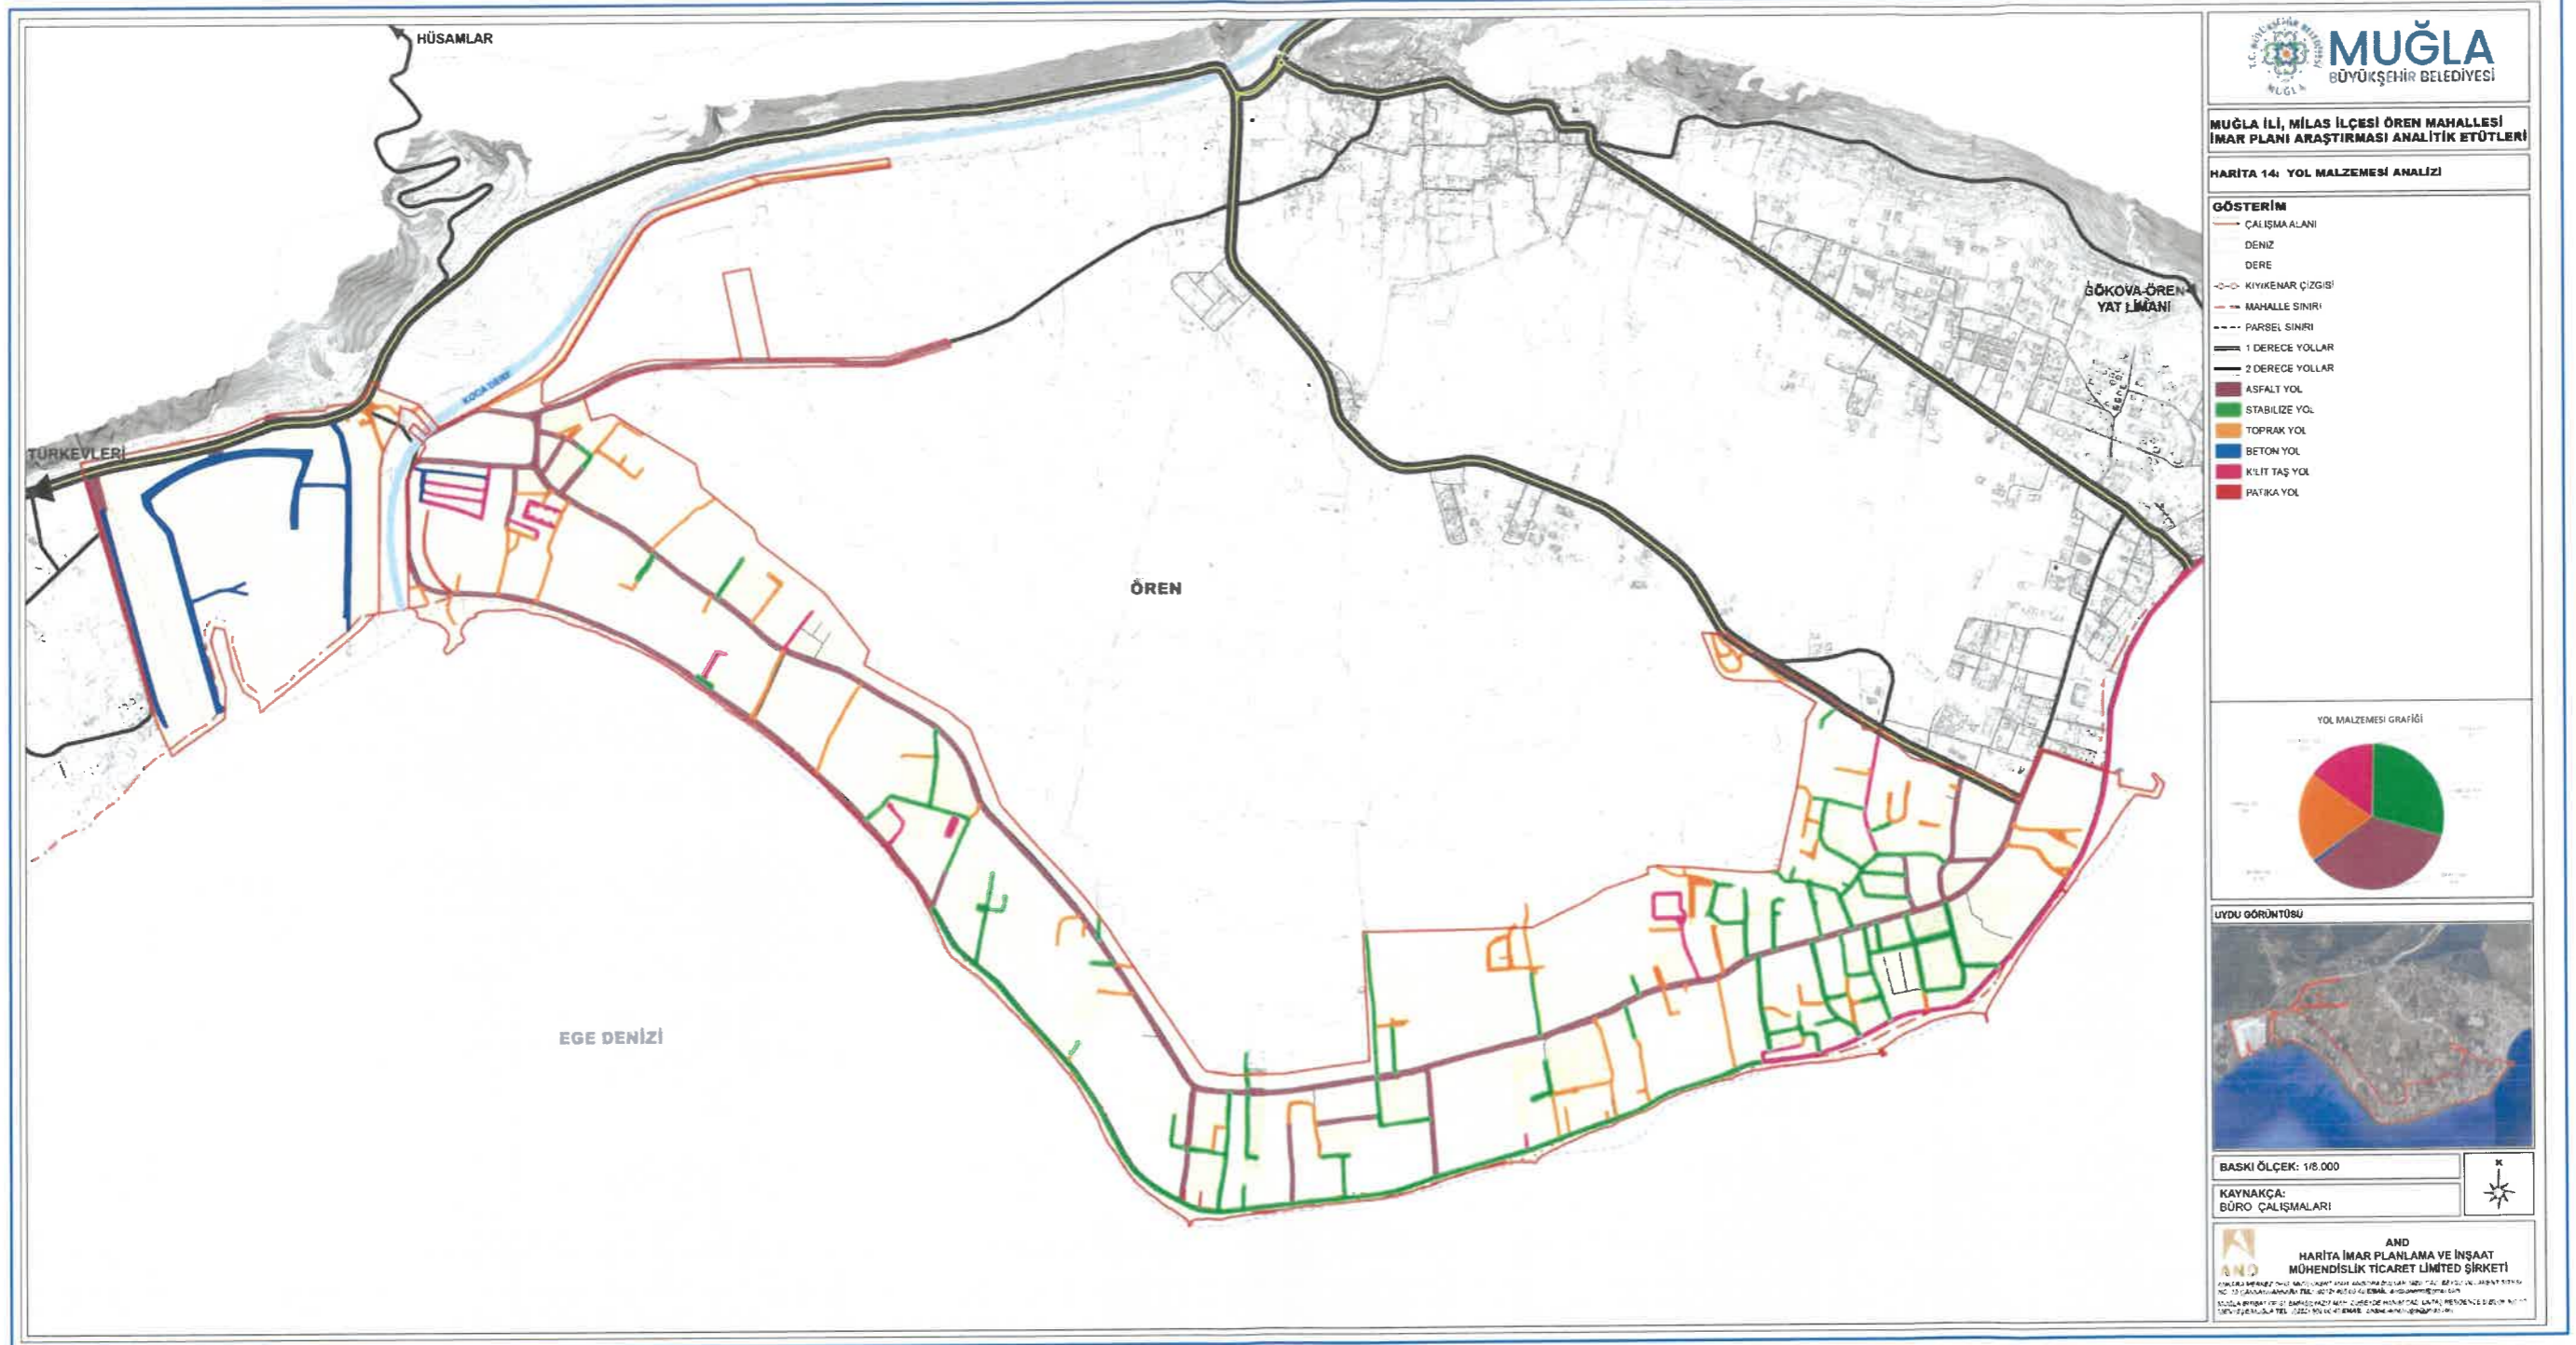 HÜSAMLAR
TÜRKEVLERİ
KOCA DERE
ÖREN
GÖKOVA-ÖREN
YAT LİMANI
EGE DENİZİ
MUĞLA
BÜYÜKŞEHİR BELEDİYESİ
MUĞLA İLİ, MİLAS İLÇESİ ÖREN MAHALLESİ
İMAR PLANI ARAŞTIRMASI ANALİTİK ETÜTLERİ
HARİTA 14: YOL MALZEMESİ ANALİZİ
GÖSTERİM
ÇALIŞMA ALANI
DENİZ
DERE
KIYI KENAR ÇİZGİSİ
MAHALLE SINIRI
PARSEL SINIRI
1 DERECE YOLLAR
2 DERECE YOLLAR
ASFALT YOL
STABILIZE YOL
TOPRAK YOL
BETON YOL
KİLİT TAŞ YOL
PATİKA YOL
YOL MALZEMESİ GRAFİĞİ
UYDU GÖRÜNTÜSÜ
BASKI ÖLÇEK: 1/8.000
KAYNAKÇA:
BÜRO ÇALIŞMALARI
AND
HARİTA İMAR PLANLAMA VE İNŞAAT
MÜHENDİSLİK TİCARET LİMİTED ŞİRKETİ
AND